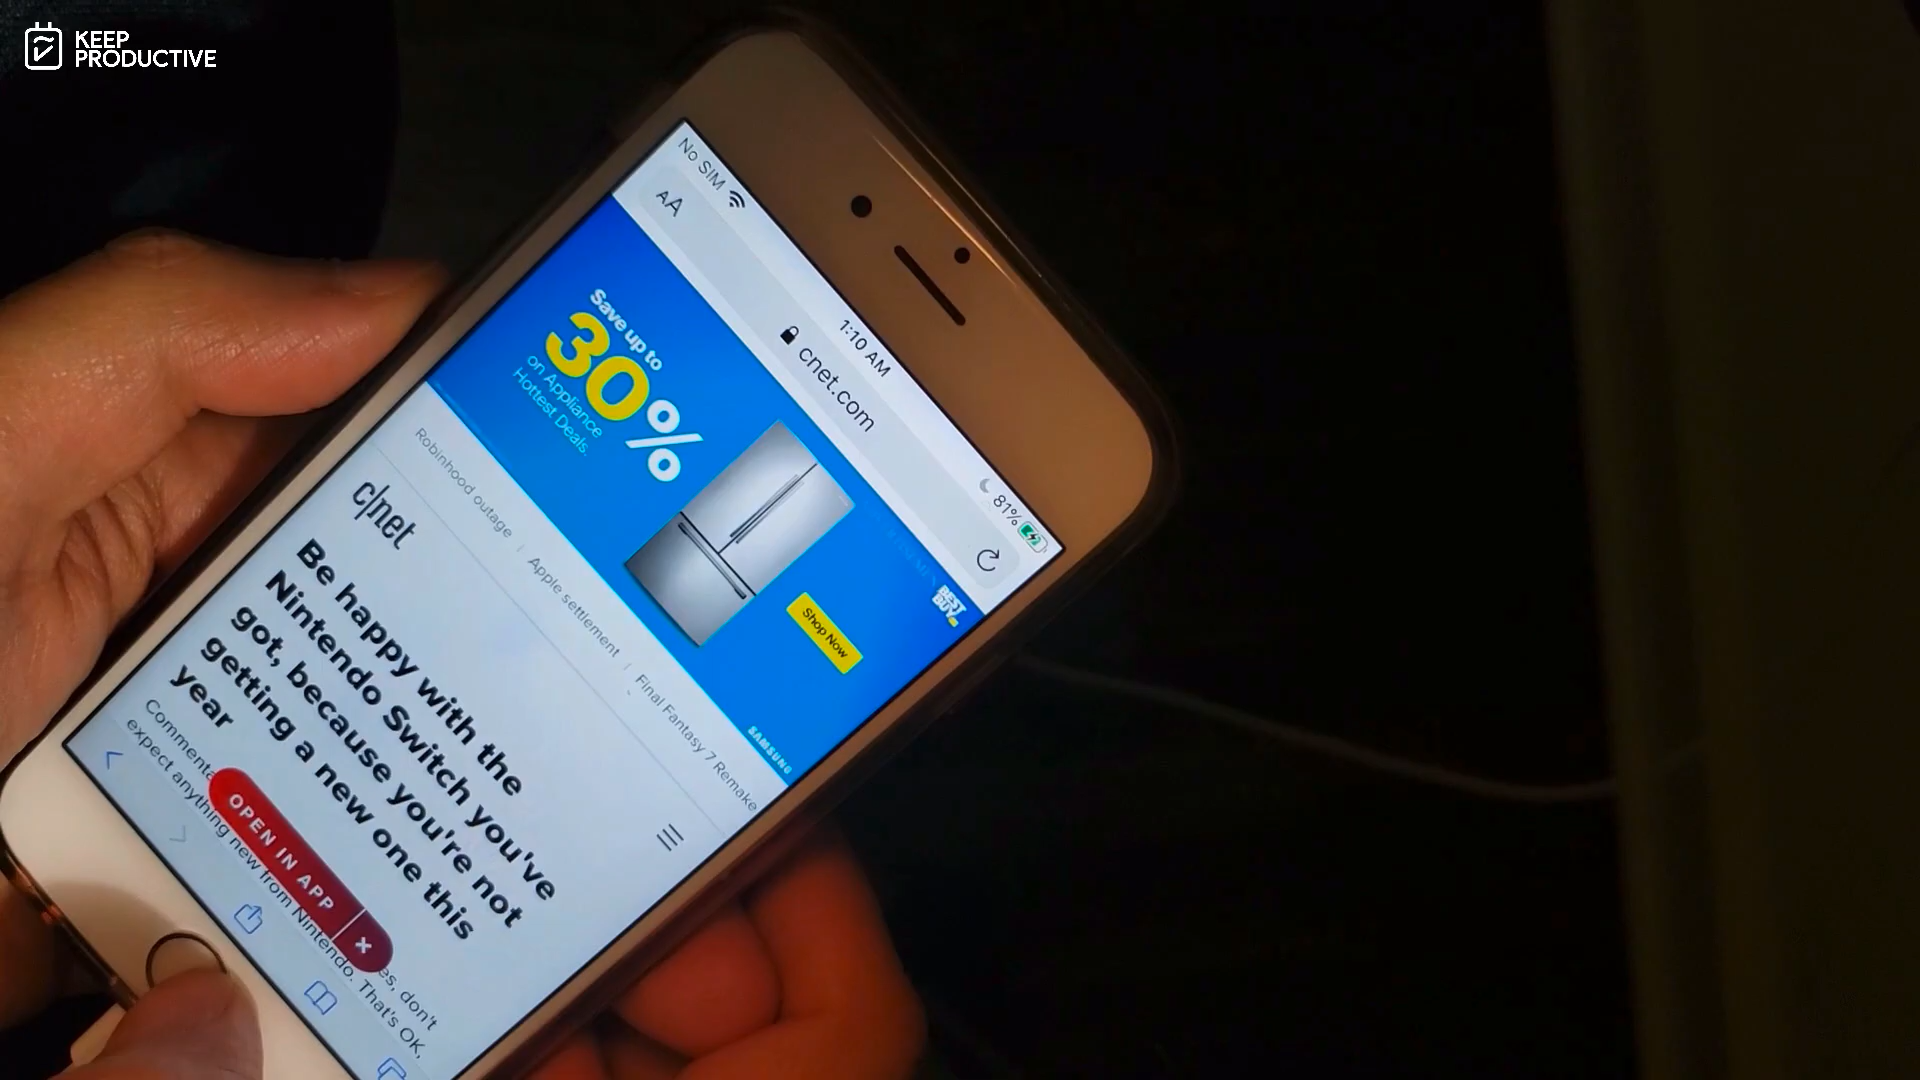 KEEP
PRODUCTIVE
No SIM
1:10 AM
81%
AA
cnet.com
Save up to
30%
on Appliance
Hottest Deals.
BEST
BUY
Shop Now
SAMSUNG
Robinhood outage
Apple settlement
Final Fantasy 7 Remake
c|net
Be happy with the
Nintendo Switch you've
got, because you're not
getting a new one this
year
Commenta
es, don't
expect anything new from Nintendo. That's OK,
OPEN IN APP
x